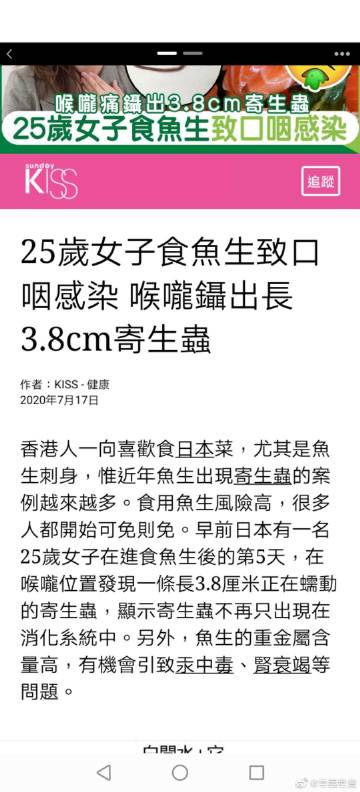 喉嚨痛鑷出3.8cm寄生蟲
25歲女子食魚生致口咽感染
sunday
KISS
追蹤
25歲女子食魚生致口
咽感染 喉嚨鑷出長
3.8cm寄生蟲
作者：KISS - 健康
2020年7月17日
香港人一向喜歡食日本菜，尤其是魚
生刺身，惟近年魚生出現寄生蟲的案
例越來越多。食用魚生風險高，很多
人都開始可免則免。早前日本有一名
25歲女子在進食魚生後的第5天，在
喉嚨位置發現一條長3.8厘米正在蠕動
的寄生蟲，顯示寄生蟲不再只出現在
消化系統中。另外，魚生的重金屬含
量高，有機會引致汞中毒、腎衰竭等
問題。